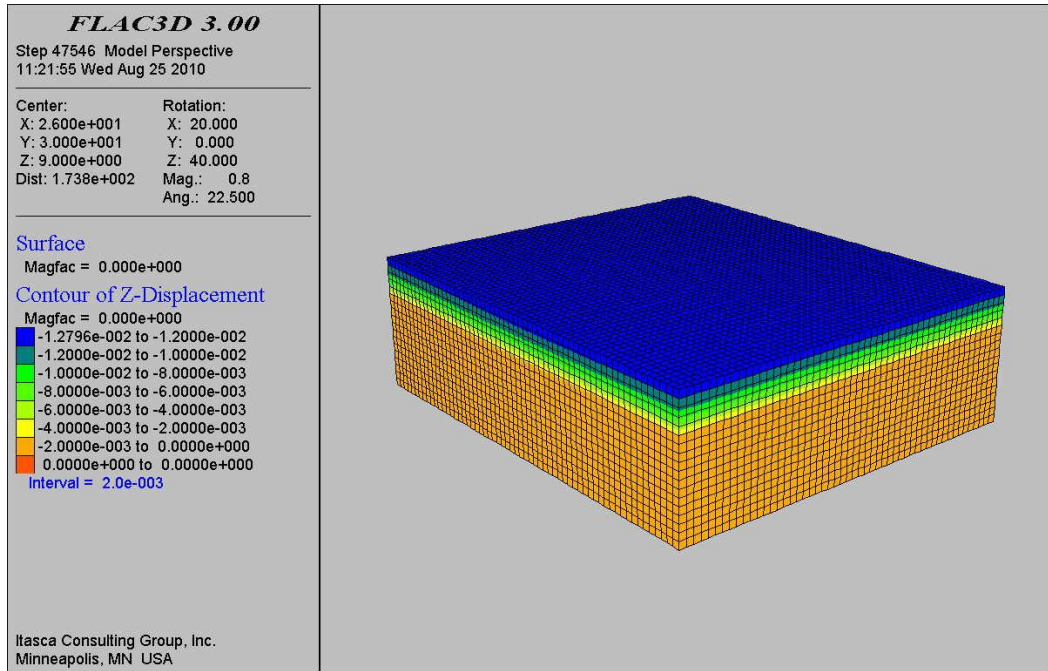 FLAC3D 3.00
Step 47546 Model Perspective
11:21:55 Wed Aug 25 2010
Center:
X: 2.600e+001
Y: 3.000e+001
Z: 9.000e+000
Dist: 1.738e+002
Rotation:
X: 20.000
Y: 0.000
Z: 40.000
Mag.: 0.8
Ang.: 22.500
Surface
Magfac = 0.000e+000
Contour of Z-Displacement
Magfac = 0.000e+000
-1.2796e-002 to -1.2000e-002
-1.2000e-002 to -1.0000e-002
-1.0000e-002 to -8.0000e-003
-8.0000e-003 to -6.0000e-003
-6.0000e-003 to -4.0000e-003
-4.0000e-003 to -2.0000e-003
-2.0000e-003 to 0.0000e+000
0.0000e+000 to 0.0000e+000
Interval = 2.0e-003
Itasca Consulting Group, Inc.
Minneapolis, MN USA